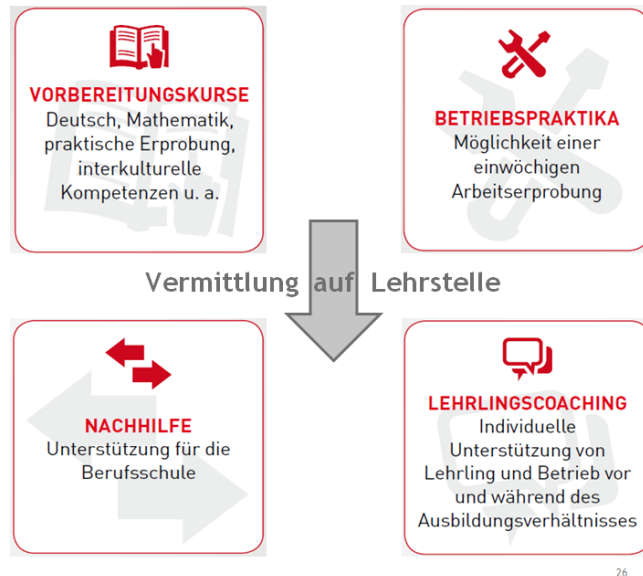 VORBEREITUNGSKURSE
Deutsch, Mathematik,
praktische Erprobung,
interkulturelle
Kompetenzen u. a.
BETRIEBSPRAKTIKA
Möglichkeit einer
einwöchigen
Arbeitserprobung
Vermittlung auf Lehrstelle
NACHHILFE
Unterstützung für die
Berufsschule
LEHRLINGSCOACHING
Individuelle
Unterstützung von
Lehrling und Betrieb vor
und während des
Ausbildungsverhältnisses
26